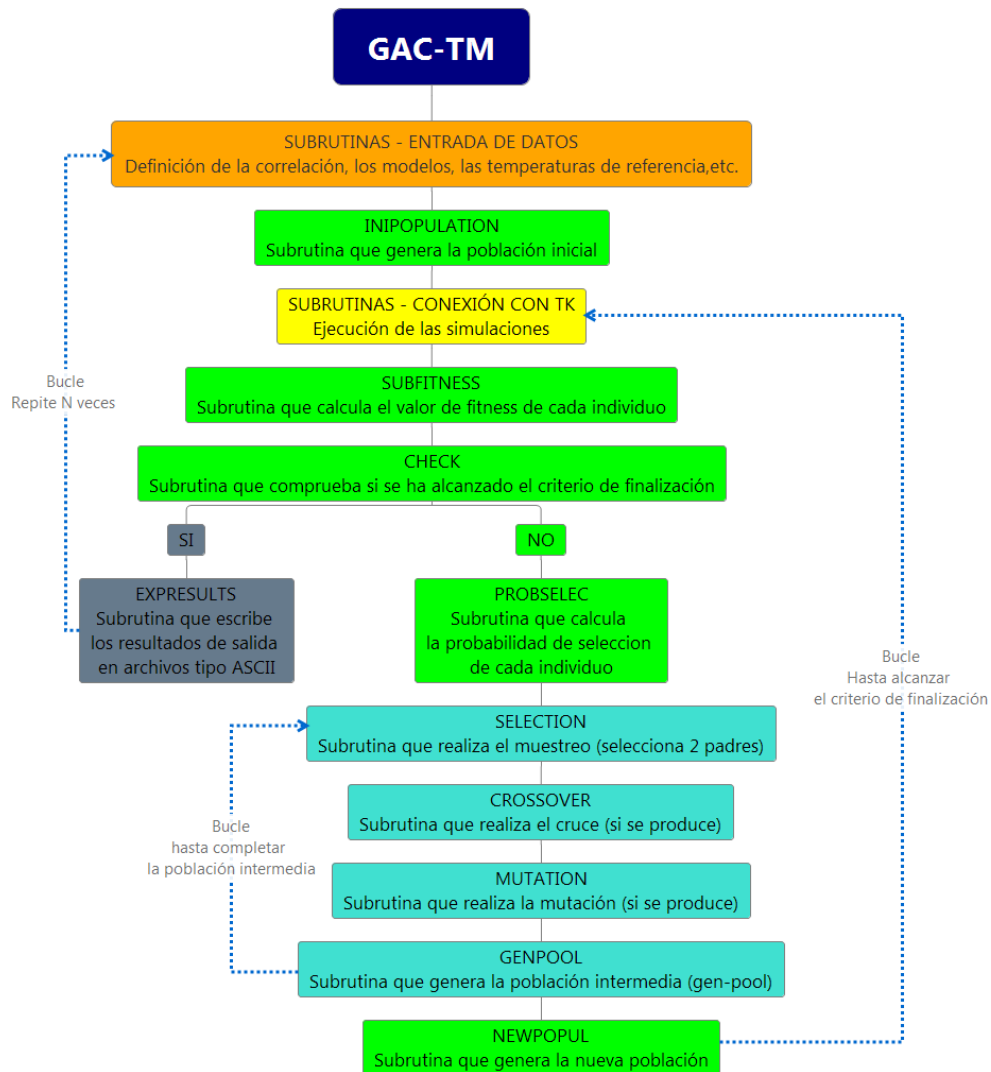 GAC-TM
SUBRUTINAS - ENTRADA DE DATOS
Definición de la correlación, los modelos, las temperaturas de referencia,etc.
INIPOPULATION
Subrutina que genera la población inicial
SUBRUTINAS - CONEXIÓN CON TK
Ejecución de las simulaciones
SUBFITNESS
Subrutina que calcula el valor de fitness de cada individuo
Bucle
Repite N veces
CHECK
Subrutina que comprueba si se ha alcanzado el criterio de finalización
SI
NO
EXPRESULTS
Subrutina que escribe
los resultados de salida
en archivos tipo ASCII
PROBSELEC
Subrutina que calcula
la probabilidad de seleccion
de cada individuo
Bucle
Hasta alcanzar
el criterio de finalización
SELECTION
Subrutina que realiza el muestreo (selecciona 2 padres)
CROSSOVER
Subrutina que realiza el cruce (si se produce)
Bucle
hasta completar
la población intermedia
MUTATION
Subrutina que realiza la mutación (si se produce)
GENPOOL
Subrutina que genera la población intermedia (gen-pool)
NEWPOPUL
Subrutina que genera la nueva población